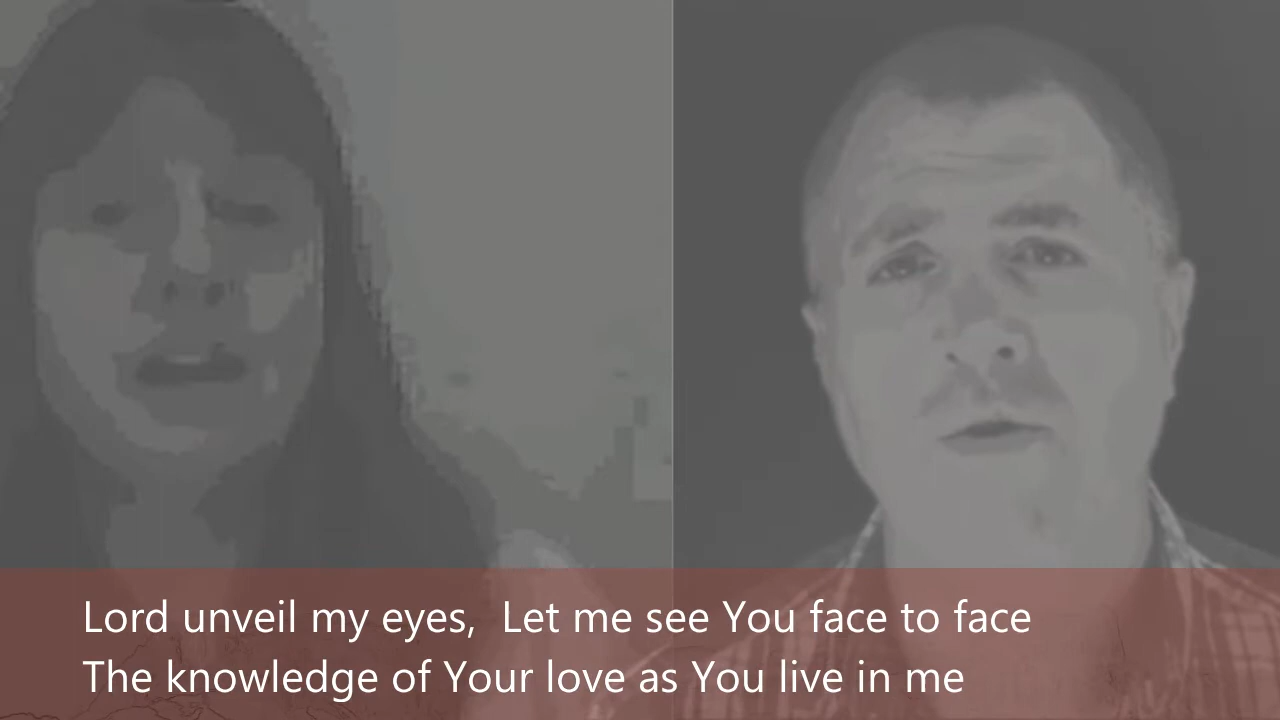 Lord unveil my eyes,  Let me see You face to face
The knowledge of Your love as You live in me